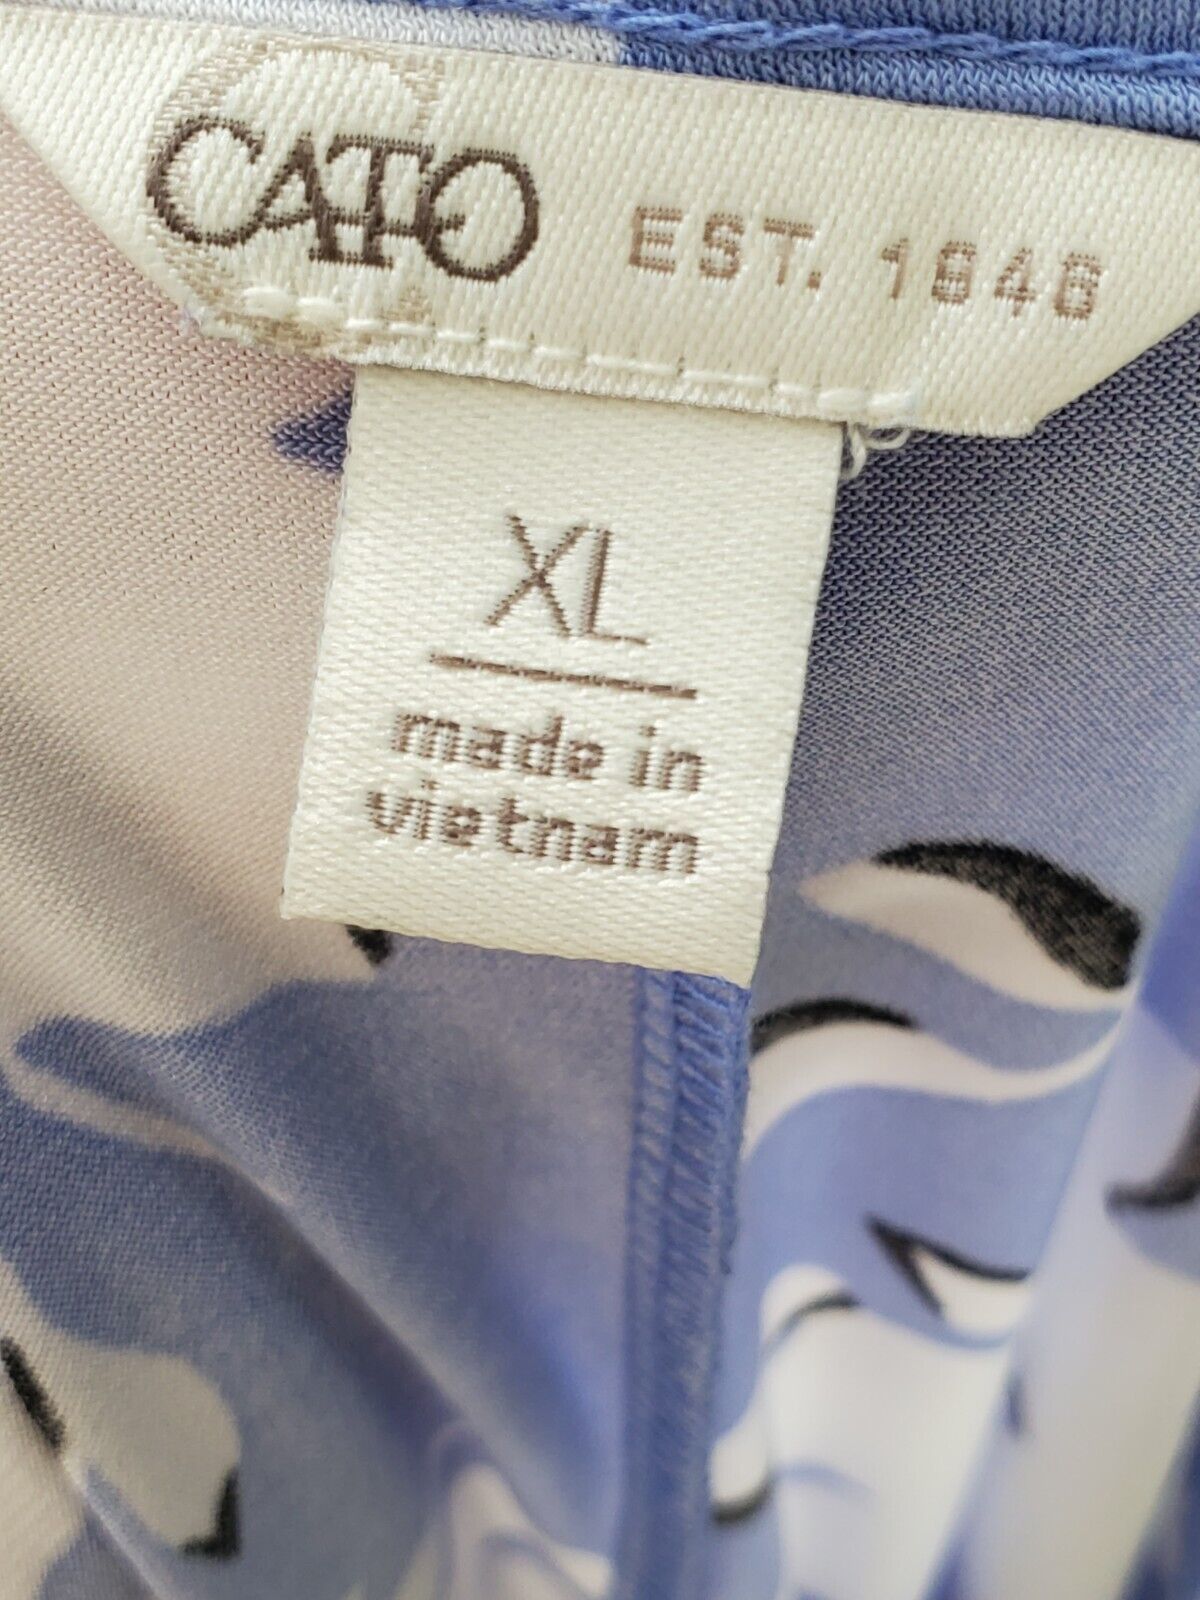 CATO EST. 1946
XL
made in
vietnam